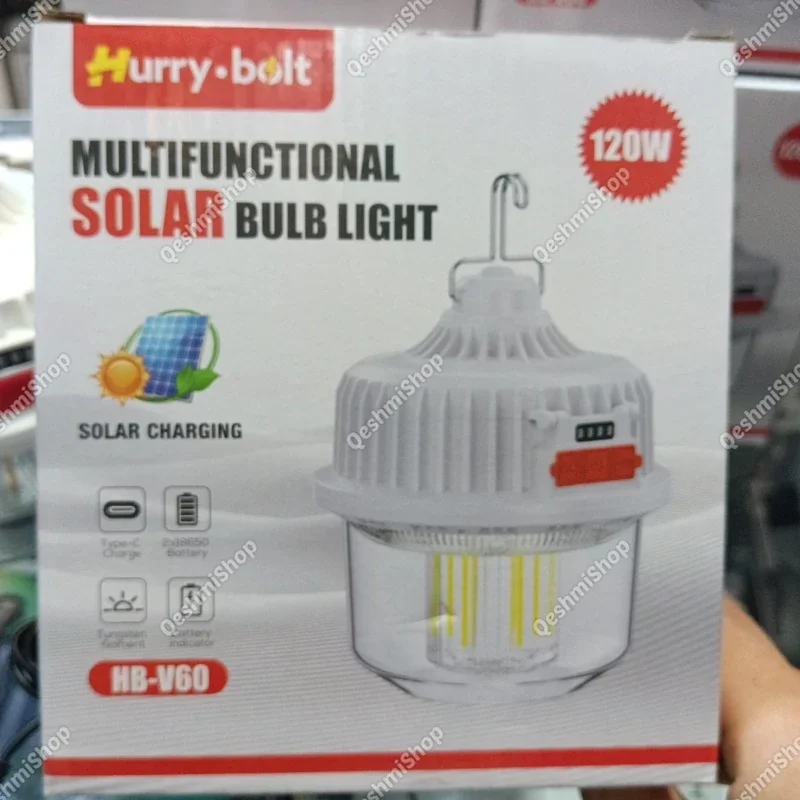 Hurry·bolt
MULTIFUNCTIONAL
SOLAR BULB LIGHT
120W
SOLAR CHARGING
Type-C
Charge
2x18650
Battery
Tungsten
filament
Battery
indicator
HB-V60
QeshmiShop